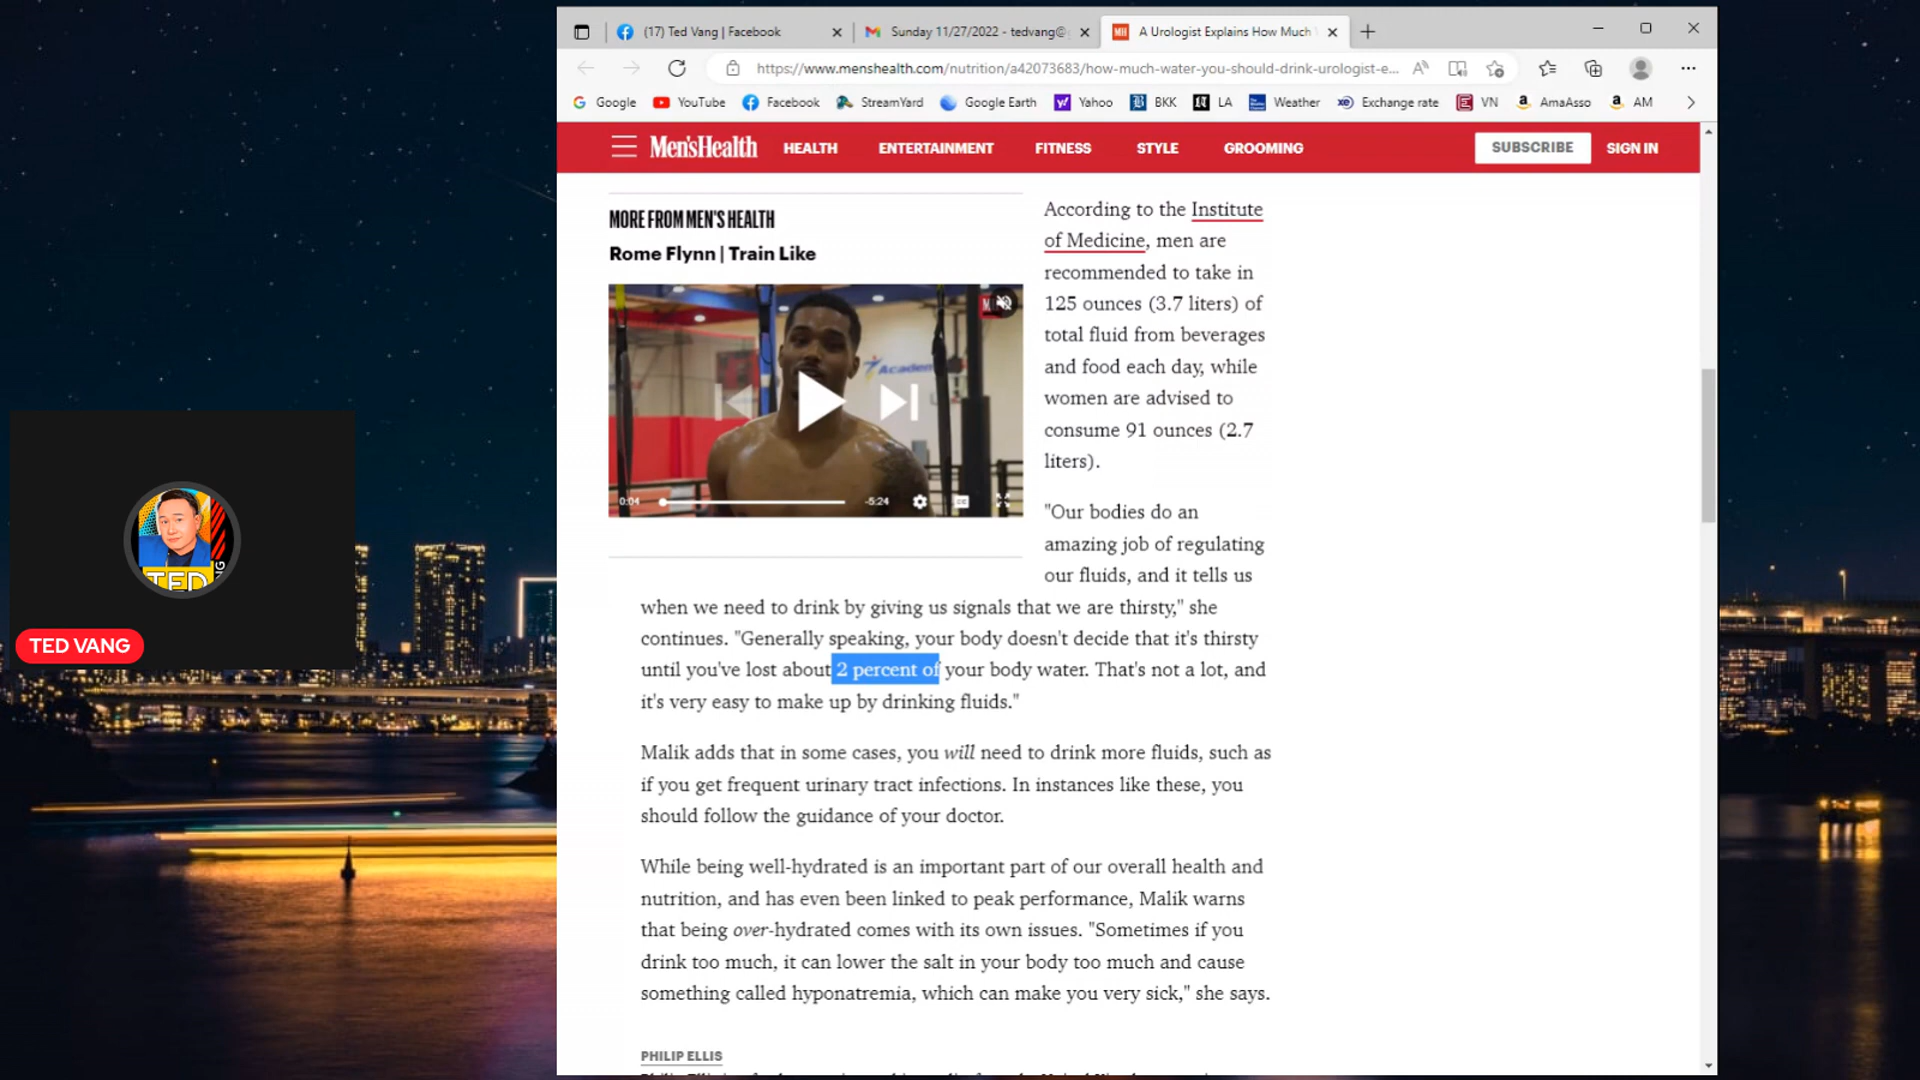 (17) Ted Vang | Facebook
Sunday 11/27/2022 - tedvang@
A Urologist Explains How Much
https://www.menshealth.com/nutrition/a42073683/how-much-water-you-should-drink-urologist-e...
Google YouTube Facebook StreamYard Google Earth Yahoo BKK LA Weather Exchange rate VN AmaAsso AM
Men'sHealth HEALTH ENTERTAINMENT FITNESS STYLE GROOMING SUBSCRIBE SIGN IN
MORE FROM MEN'S HEALTH
Rome Flynn | Train Like
Academ
0:04
-5:24
According to the Institute
of Medicine, men are
recommended to take in
125 ounces (3.7 liters) of
total fluid from beverages
and food each day, while
women are advised to
consume 91 ounces (2.7
liters).
"Our bodies do an
amazing job of regulating
our fluids, and it tells us
when we need to drink by giving us signals that we are thirsty," she
continues. "Generally speaking, your body doesn't decide that it's thirsty
until you've lost about 2 percent of your body water. That's not a lot, and
it's very easy to make up by drinking fluids."
Malik adds that in some cases, you will need to drink more fluids, such as
if you get frequent urinary tract infections. In instances like these, you
should follow the guidance of your doctor.
While being well-hydrated is an important part of our overall health and
nutrition, and has even been linked to peak performance, Malik warns
that being over-hydrated comes with its own issues. "Sometimes if you
drink too much, it can lower the salt in your body too much and cause
something called hyponatremia, which can make you very sick," she says.
PHILIP ELLIS
TED
TED VANG